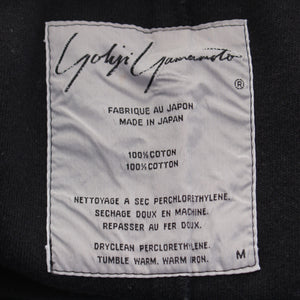 Yohji Yamamoto
®
FABRIQUE AU JAPON
MADE IN JAPAN
100% COTON
100% COTTON
NETTOYAGE A SEC PERCHLORETHYLENE.
SECHAGE DOUX EN MACHINE.
REPASSER AU FER DOUX.
DRYCLEAN PERCLORETHYLENE.
TUMBLE WARM. WARM IRON.
M